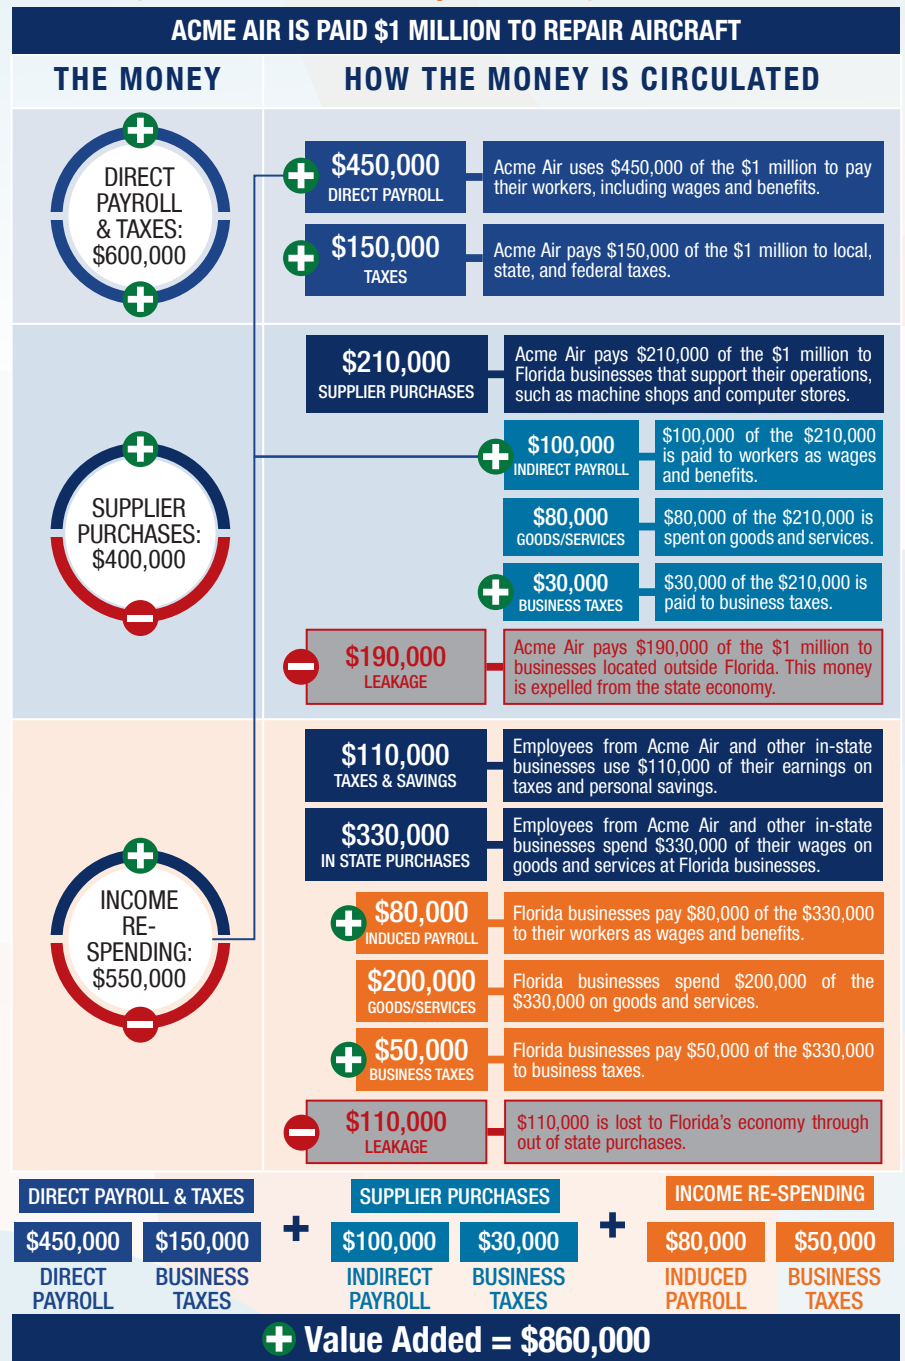 ACME AIR IS PAID $1 MILLION TO REPAIR AIRCRAFT
THE MONEY
HOW THE MONEY IS CIRCULATED
DIRECT
PAYROLL
& TAXES:
$600,000
$450,000
DIRECT PAYROLL
Acme Air uses $450,000 of the $1 million to pay
their workers, including wages and benefits.
$150,000
TAXES
Acme Air pays $150,000 of the $1 million to local,
state, and federal taxes.
SUPPLIER
PURCHASES:
$400,000
$210,000
SUPPLIER PURCHASES
Acme Air pays $210,000 of the $1 million to
Florida businesses that support their operations,
such as machine shops and computer stores.
$100,000
INDIRECT PAYROLL
$100,000 of the $210,000
is paid to workers as wages
and benefits.
$80,000
GOODS/SERVICES
$80,000 of the $210,000 is
spent on goods and services.
$30,000
BUSINESS TAXES
$30,000 of the $210,000 is
paid to business taxes.
$190,000
LEAKAGE
Acme Air pays $190,000 of the $1 million to
businesses located outside Florida. This money
is expelled from the state economy.
INCOME
RE-
SPENDING:
$550,000
$110,000
TAXES & SAVINGS
Employees from Acme Air and other in-state
businesses use $110,000 of their earnings on
taxes and personal savings.
$330,000
IN STATE PURCHASES
Employees from Acme Air and other in-state
businesses spend $330,000 of their wages on
goods and services at Florida businesses.
$80,000
INDUCED PAYROLL
Florida businesses pay $80,000 of the $330,000
to their workers as wages and benefits.
$200,000
GOODS/SERVICES
Florida businesses spend $200,000 of the
$330,000 on goods and services.
$50,000
BUSINESS TAXES
Florida businesses pay $50,000 of the $330,000
to business taxes.
$110,000
LEAKAGE
$110,000 is lost to Florida's economy through
out of state purchases.
DIRECT PAYROLL & TAXES
$450,000
DIRECT
PAYROLL
$150,000
BUSINESS
TAXES
+
SUPPLIER PURCHASES
$100,000
INDIRECT
PAYROLL
$30,000
BUSINESS
TAXES
+
INCOME RE-SPENDING
$80,000
INDUCED
PAYROLL
$50,000
BUSINESS
TAXES
+ Value Added = $860,000